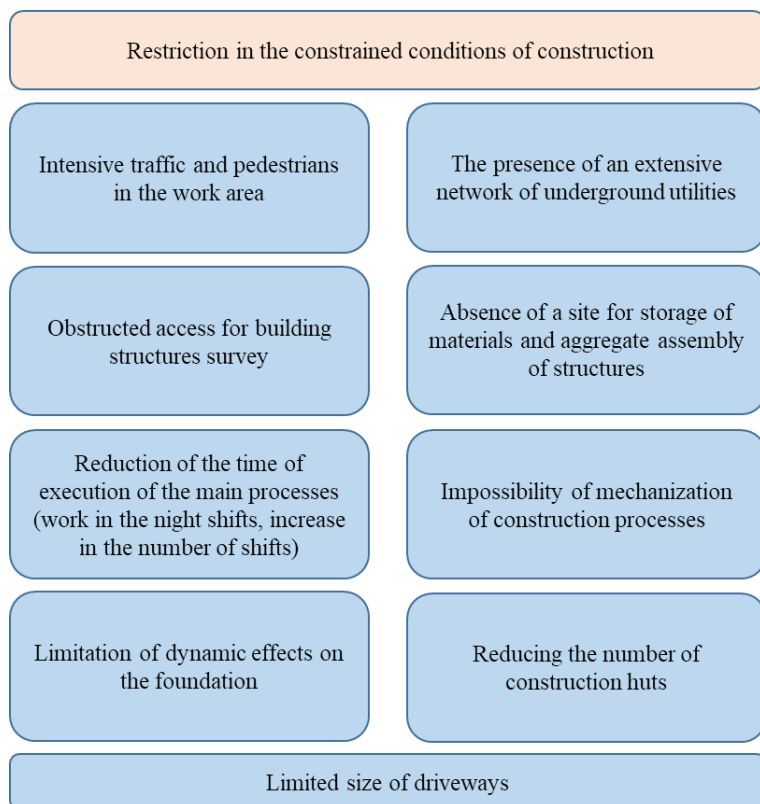 Restriction in the constrained conditions of construction
Intensive traffic and pedestrians
in the work area
The presence of an extensive
network of underground utilities
Obstructed access for building
structures survey
Absence of a site for storage of
materials and aggregate assembly
of structures
Reduction of the time of
execution of the main processes
(work in the night shifts, increase
in the number of shifts)
Impossibility of mechanization
of construction processes
Limitation of dynamic effects on
the foundation
Reducing the number of
construction huts
Limited size of driveways